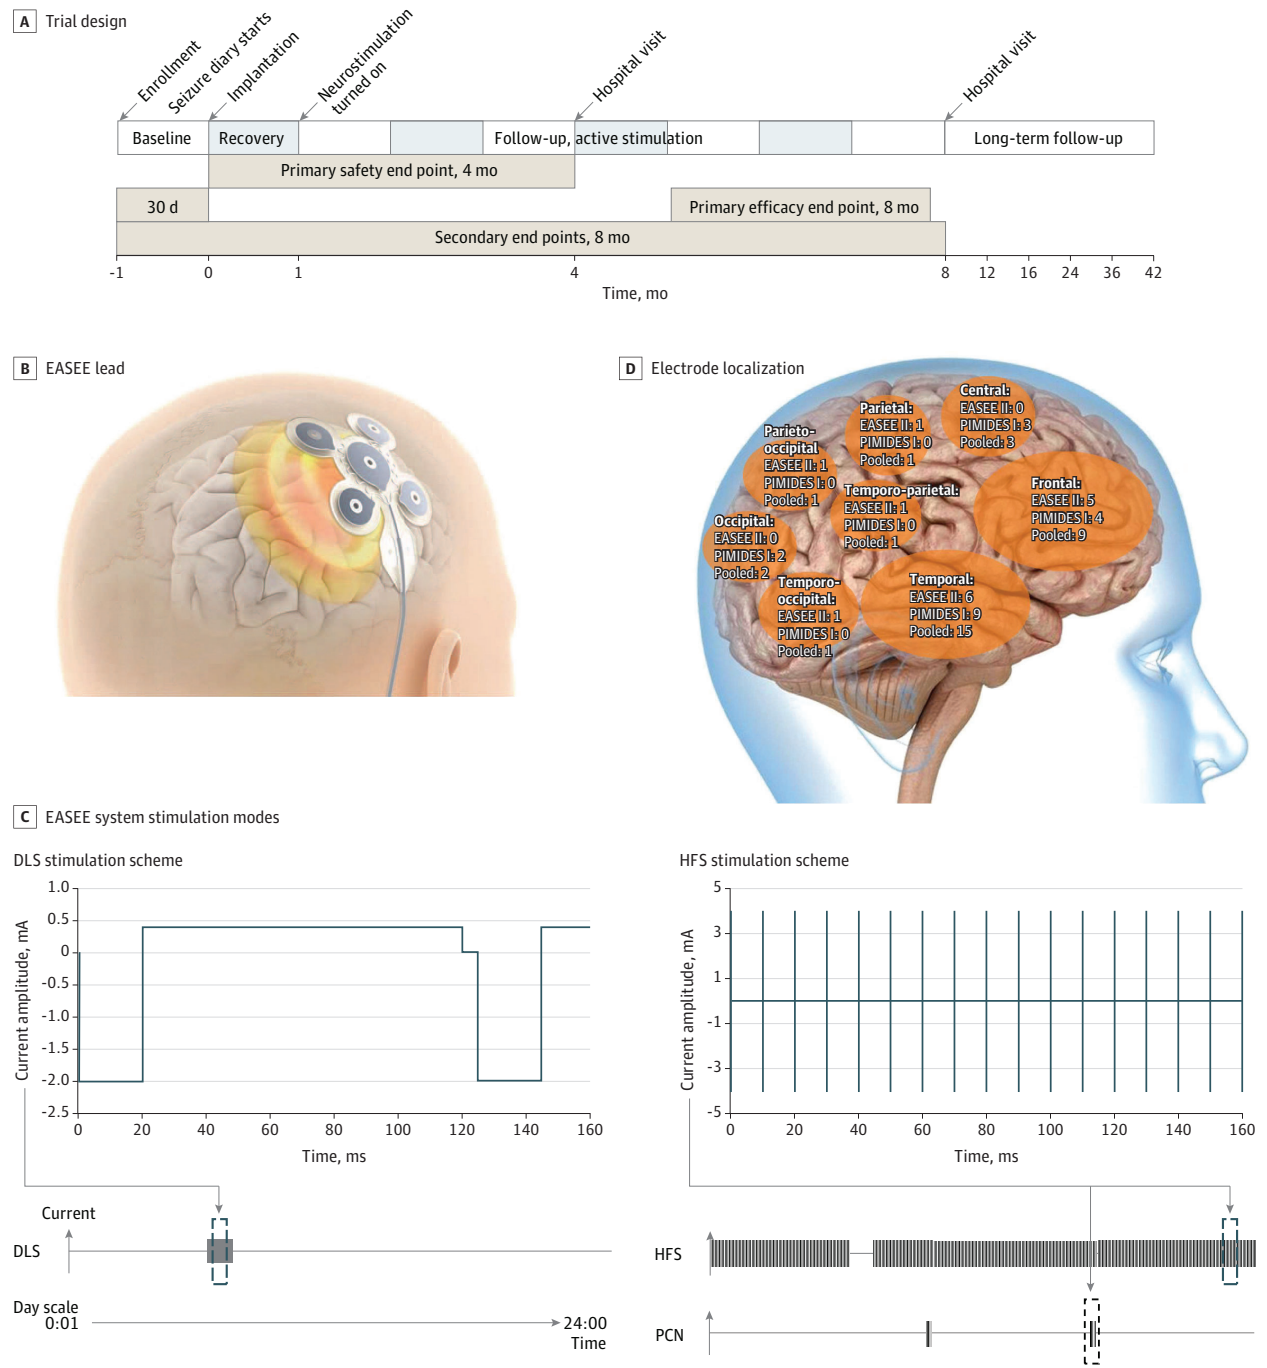 A Trial design
Enrollment
Seizure diary starts
Implantation
Neurostimulation
turned on
Hospital visit
Hospital visit
Baseline
Recovery
Follow-up, active stimulation
Long-term follow-up
Primary safety end point, 4 mo
30 d
Primary efficacy end point, 8 mo
Secondary end points, 8 mo
-1 0 1 4 8 12 16 24 36 42
Time, mo
B EASEE lead
D Electrode localization
Central:
EASEE II: 0
PIMIDES I: 3
Pooled: 3
Parietal:
EASEE II: 1
PIMIDES I: 0
Pooled: 1
Parieto-
occipital
EASEE II: 1
PIMIDES I: 0
Pooled: 1
Temporo-parietal:
EASEE II: 1
PIMIDES I: 0
Pooled: 1
Frontal:
EASEE II: 5
PIMIDES I: 4
Pooled: 9
Occipital:
EASEE II: 0
PIMIDES I: 2
Pooled: 2
Temporo-
occipital:
EASEE II: 1
PIMIDES I: 0
Pooled: 1
Temporal:
EASEE II: 6
PIMIDES I: 9
Pooled: 15
C EASEE system stimulation modes
DLS stimulation scheme
Current amplitude, mA
1.0
0.5
0
-0.5
-1.0
-1.5
-2.0
-2.5
0 20 40 60 80 100 120 140 160
Time, ms
Current
DLS
Day scale
0:01
24:00
Time
HFS stimulation scheme
Current amplitude, mA
5
3
1
-1
-3
-5
0 20 40 60 80 100 120 140 160
Time, ms
HFS
PCN